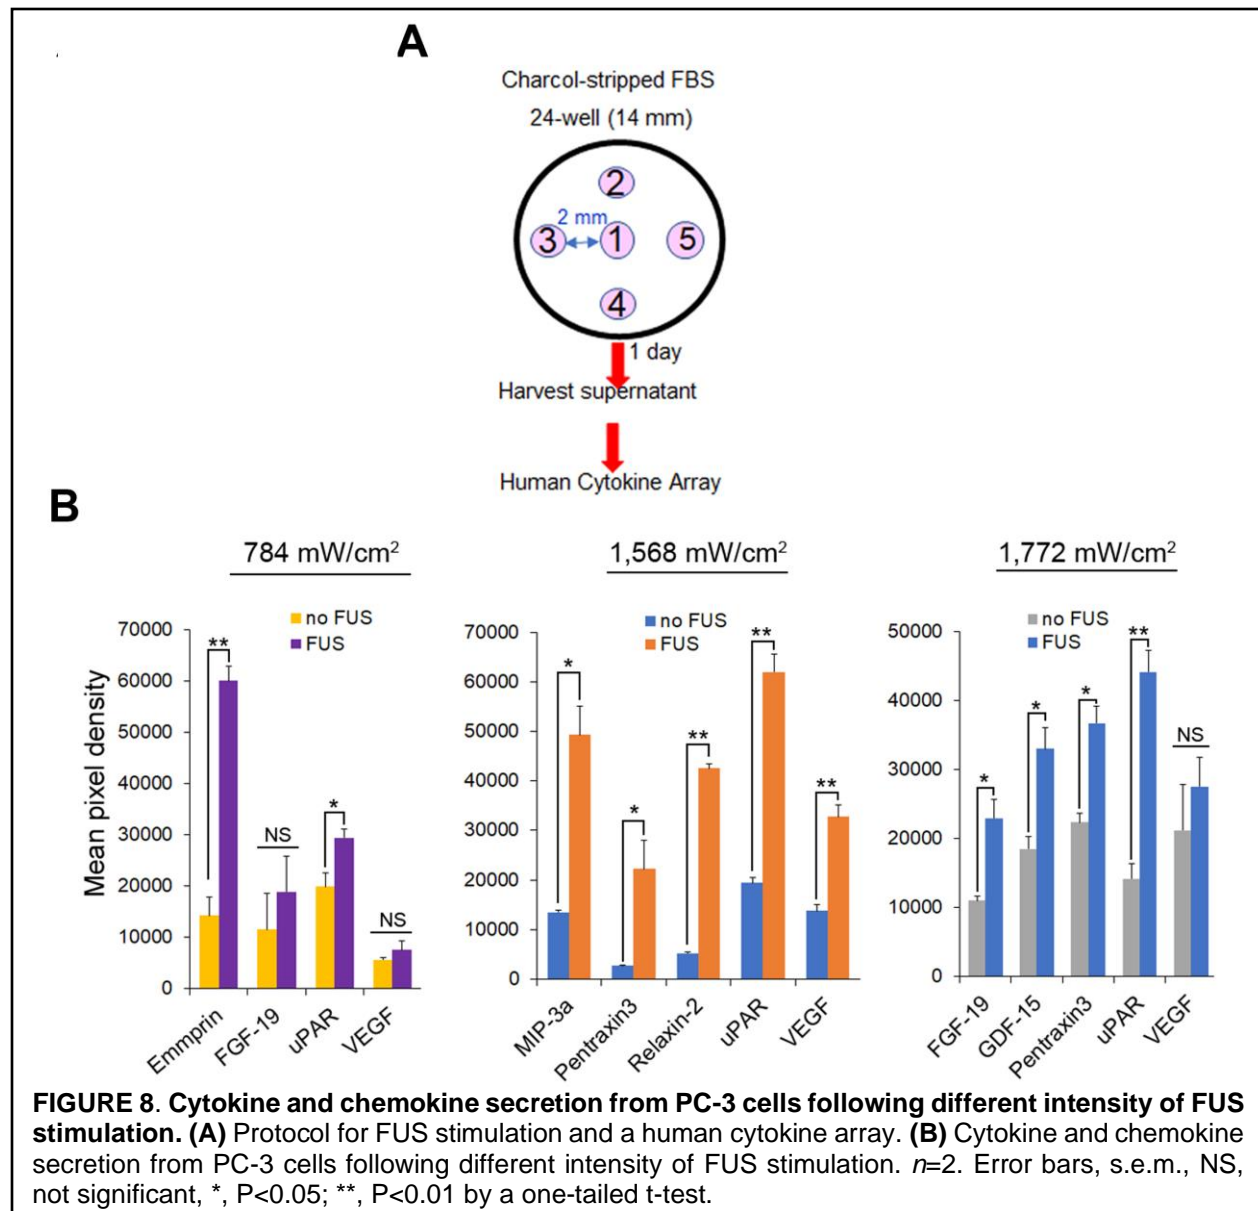 A
Charcol-stripped FBS
24-well (14 mm)
2
2 mm
3
1
5
4
1 day
Harvest supernatant
Human Cytokine Array
B
784 mW/cm²
1,568 mW/cm²
1,772 mW/cm²
no FUS
FUS
no FUS
FUS
no FUS
FUS
Mean pixel density
70000
60000
50000
40000
30000
20000
10000
0
**
NS
*
NS
Emmprin
FGF-19
uPAR
VEGF
70000
60000
50000
40000
30000
20000
10000
0
*
*
**
**
**
MIP-3a
Pentraxin3
Relaxin-2
uPAR
VEGF
50000
40000
30000
20000
10000
0
*
*
*
**
NS
FGF-19
GDF-15
Pentraxin3
uPAR
VEGF
FIGURE 8. Cytokine and chemokine secretion from PC-3 cells following different intensity of FUS
stimulation. (A) Protocol for FUS stimulation and a human cytokine array. (B) Cytokine and chemokine
secretion from PC-3 cells following different intensity of FUS stimulation. n=2. Error bars, s.e.m., NS,
not significant, *, P<0.05; **, P<0.01 by a one-tailed t-test.